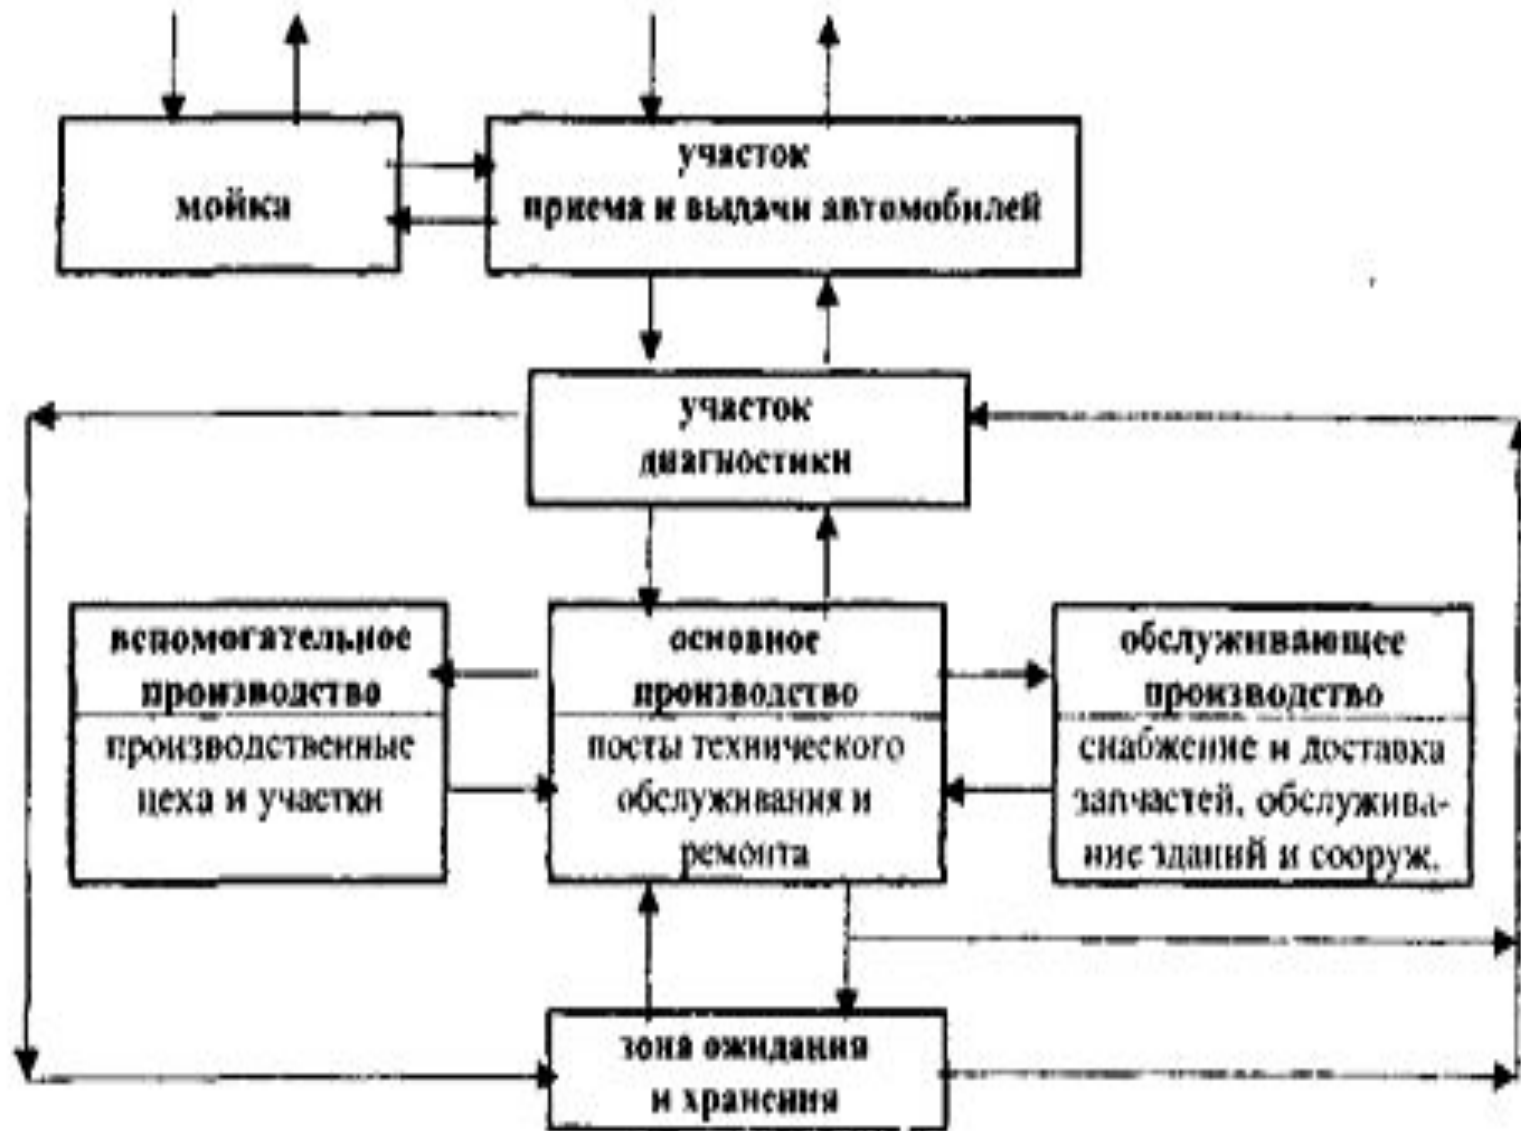 мойка
участок
приема и выдачи автомобилей
участок
диагностики
вспомогательное
производство
производственные
цеха и участки
основное
производство
посты технического
обслуживания и
ремонта
обслуживающее
производство
снабжение и доставка
запчастей, обслужива-
ние зданий и сооруж.
зона ожидания
и хранения